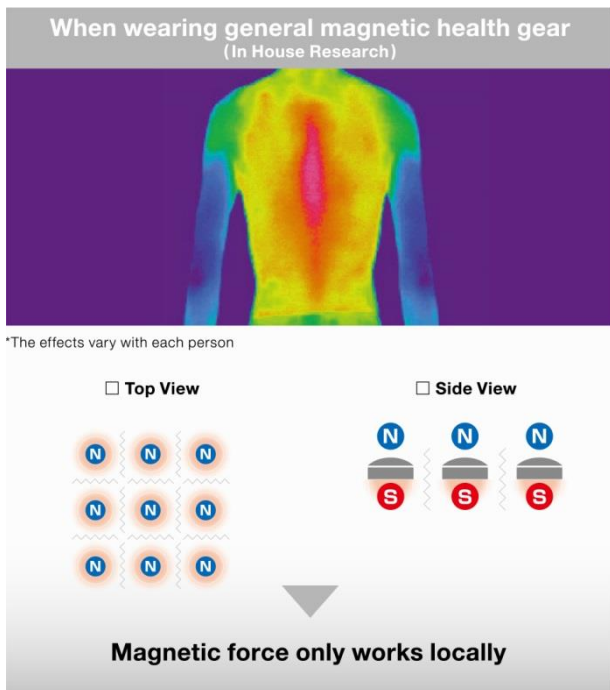 When wearing general magnetic health gear
(In House Research)
*The effects vary with each person
□ Top View
□ Side View
N N N
N N N
N N N
N N N
S S S
Magnetic force only works locally